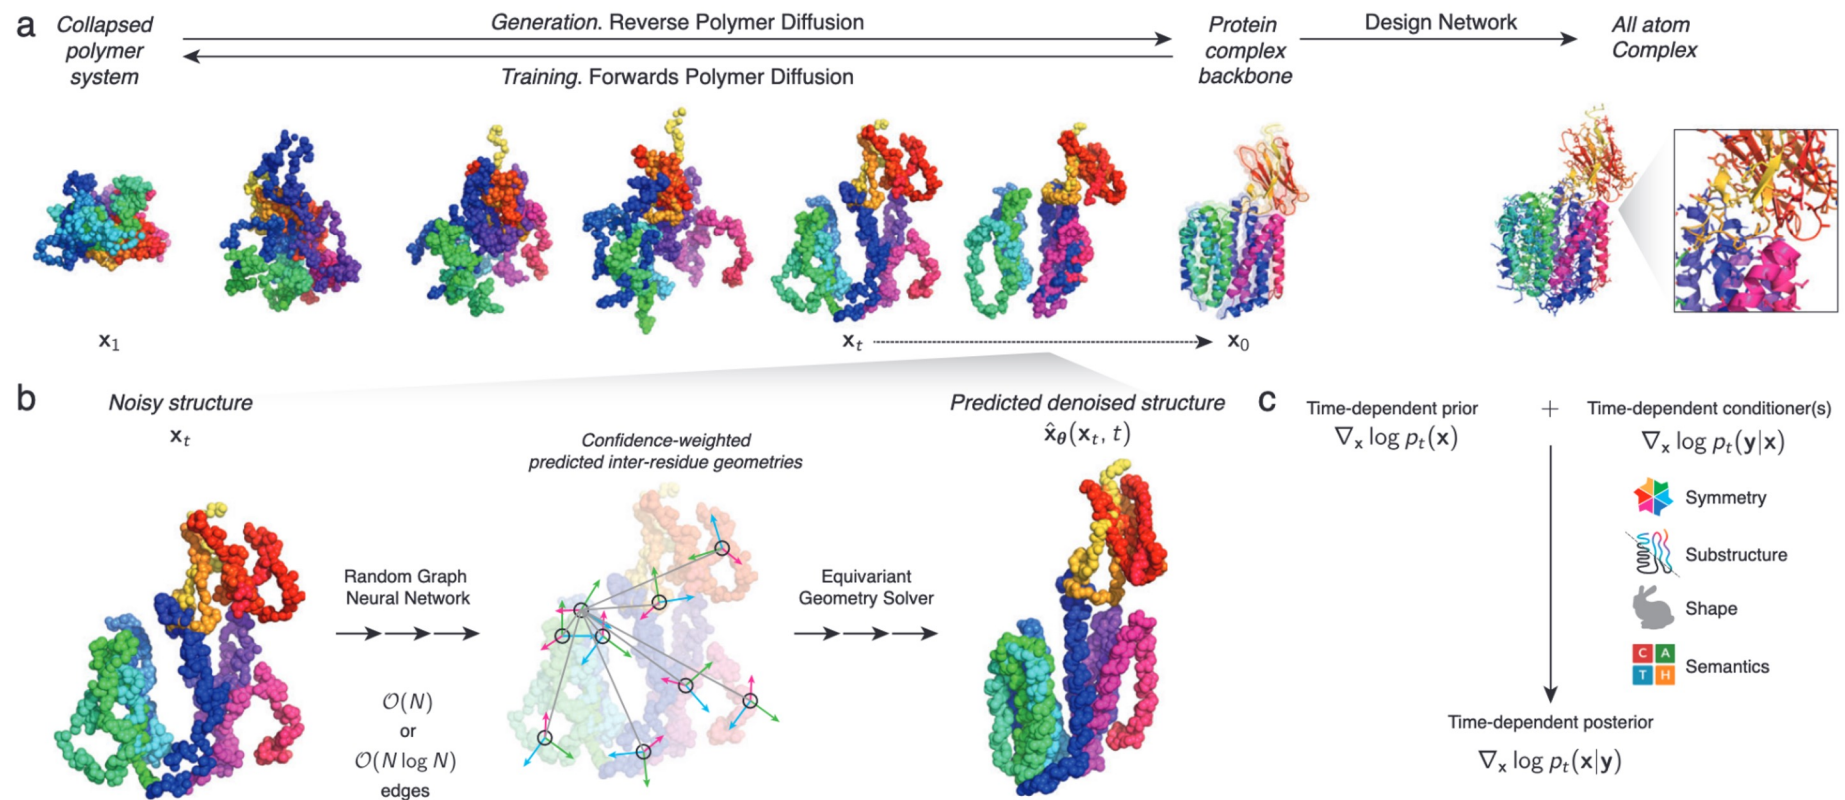 a
Collapsed
polymer
system
Generation. Reverse Polymer Diffusion
Training. Forwards Polymer Diffusion
Protein
complex
backbone
Design Network
All atom
Complex
x₁
xₜ
x₀
b
Noisy structure
xₜ
Random Graph
Neural Network
O(N)
or
O(N log N)
edges
Confidence-weighted
predicted inter-residue geometries
Equivariant
Geometry Solver
Predicted denoised structure
x̂_θ(xₜ, t)
c
Time-dependent prior
∇ₓ log pₜ(x)
+
Time-dependent conditioner(s)
∇ₓ log pₜ(y|x)
Symmetry
Substructure
Shape
C A
T H
Semantics
Time-dependent posterior
∇ₓ log pₜ(x|y)